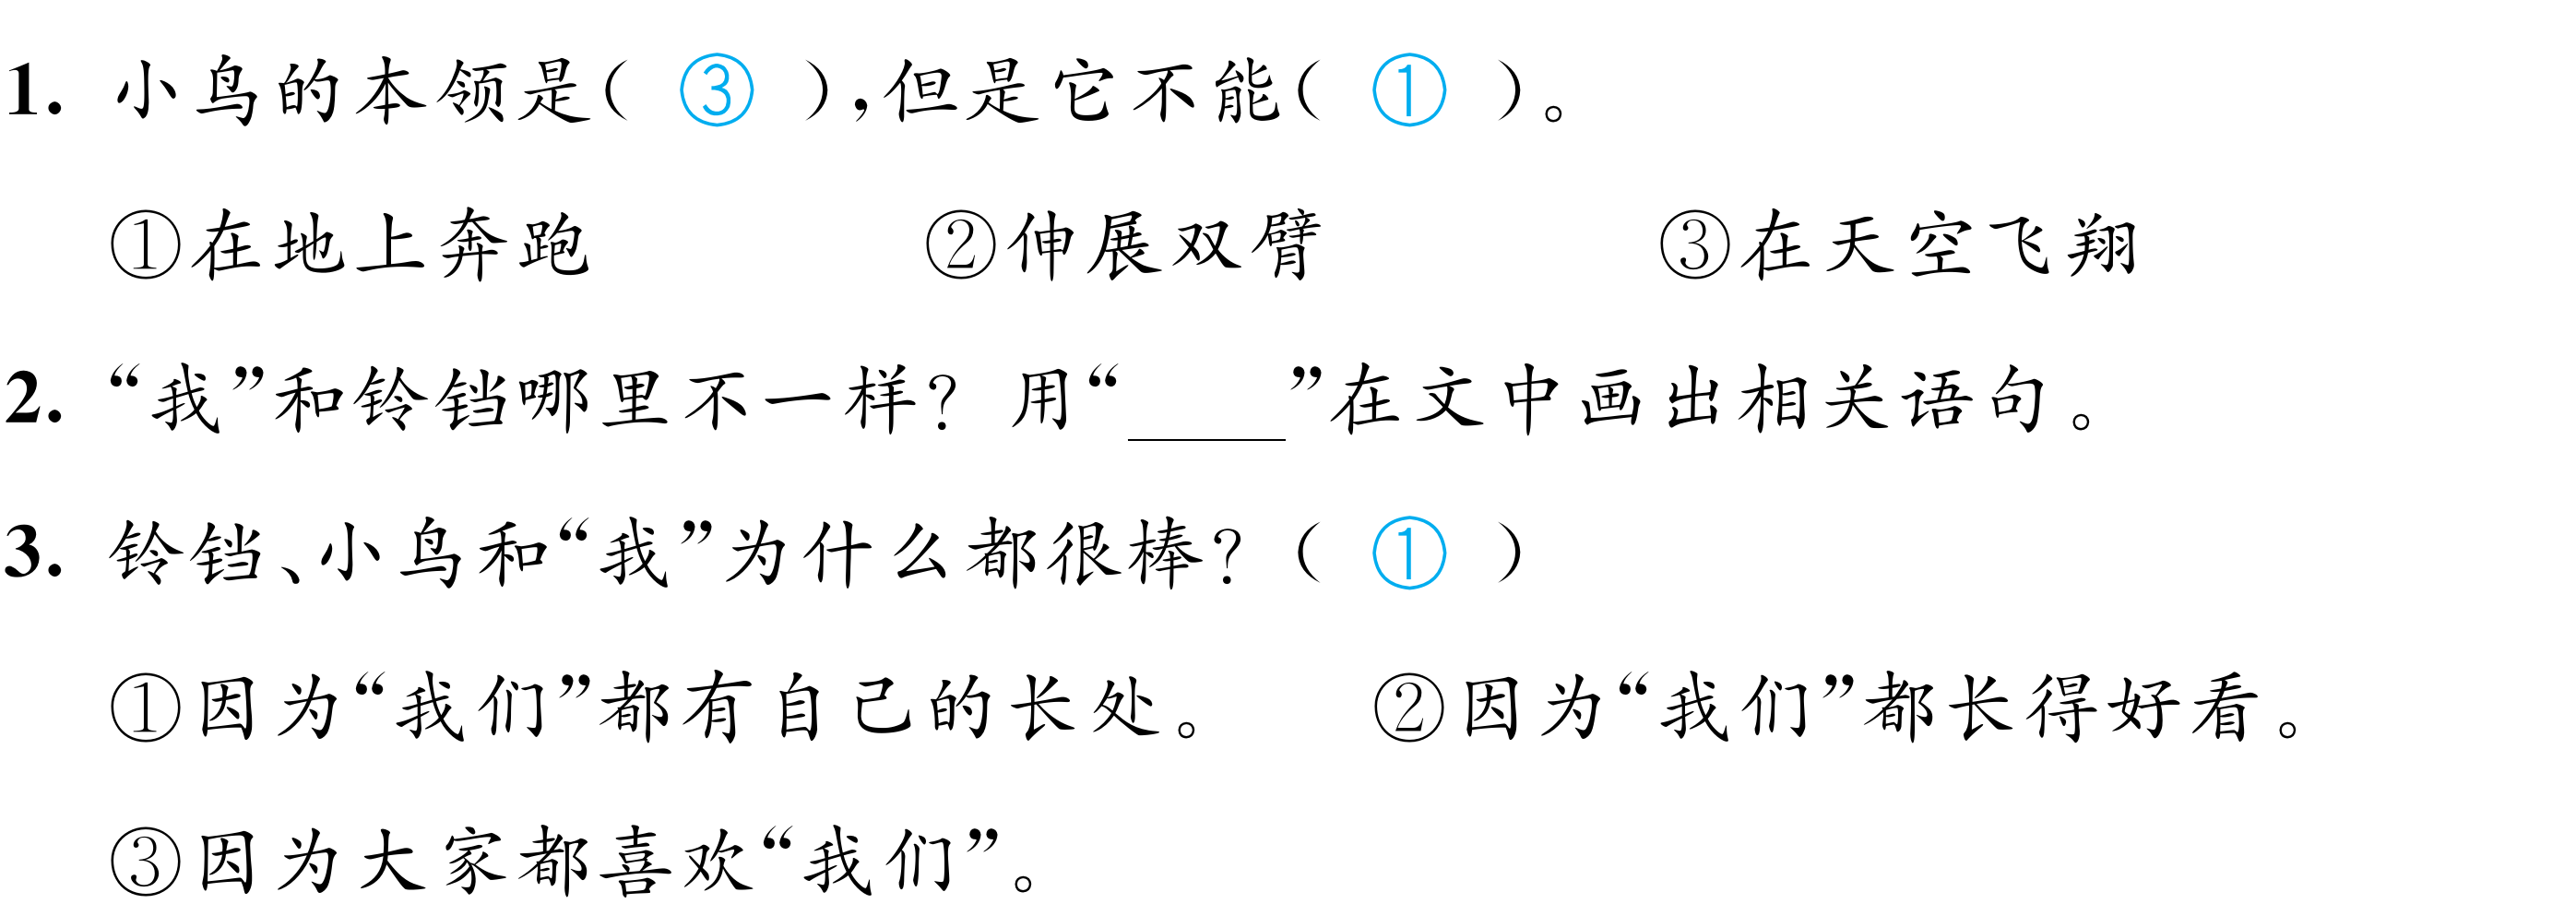 1. 小鸟的本领是( ③ ),但是它不能( ① )。
①在地上奔跑 ②伸展双臂 ③在天空飞翔
2. “我”和铃铛哪里不一样? 用“____”在文中画出相关语句。
3. 铃铛、小鸟和“我”为什么都很棒?( ① )
①因为“我们”都有自己的长处。 ②因为“我们”都长得好看。
③因为大家都喜欢“我们”。